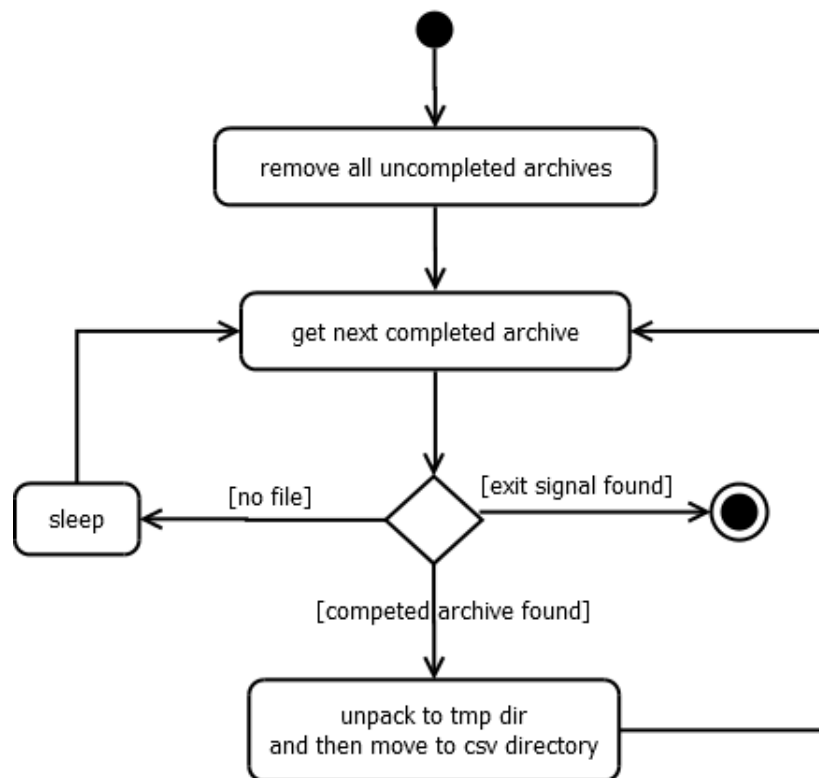 remove all uncompleted archives
get next completed archive
[no file]
[exit signal found]
sleep
[competed archive found]
unpack to tmp dir
and then move to csv directory